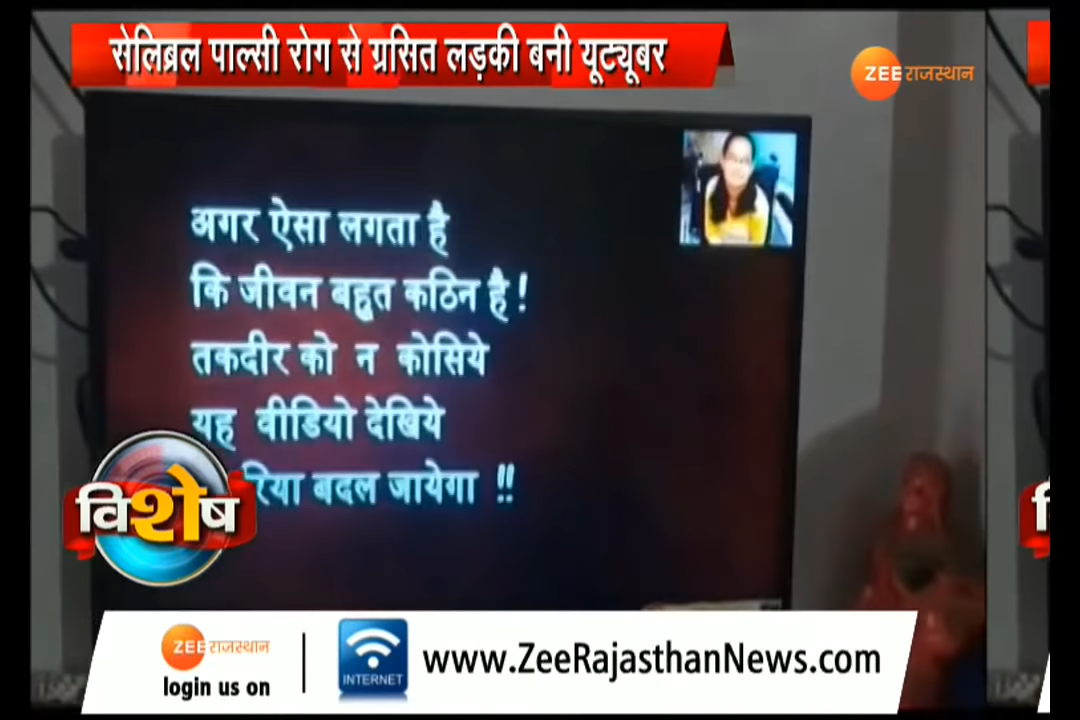 सेलिब्रल पाल्सी रोग से ग्रसित लड़की बनी यूट्यूबर
ZEE राजस्थान
अगर ऐसा लगता है
कि जीवन बहुत कठिन है!
तकदीर को न कोसिये
यह वीडियो देखिये
रिया बदल जायेगा !!
विशेष
ZEE राजस्थान
login us on
INTERNET
www.ZeeRajasthanNews.com